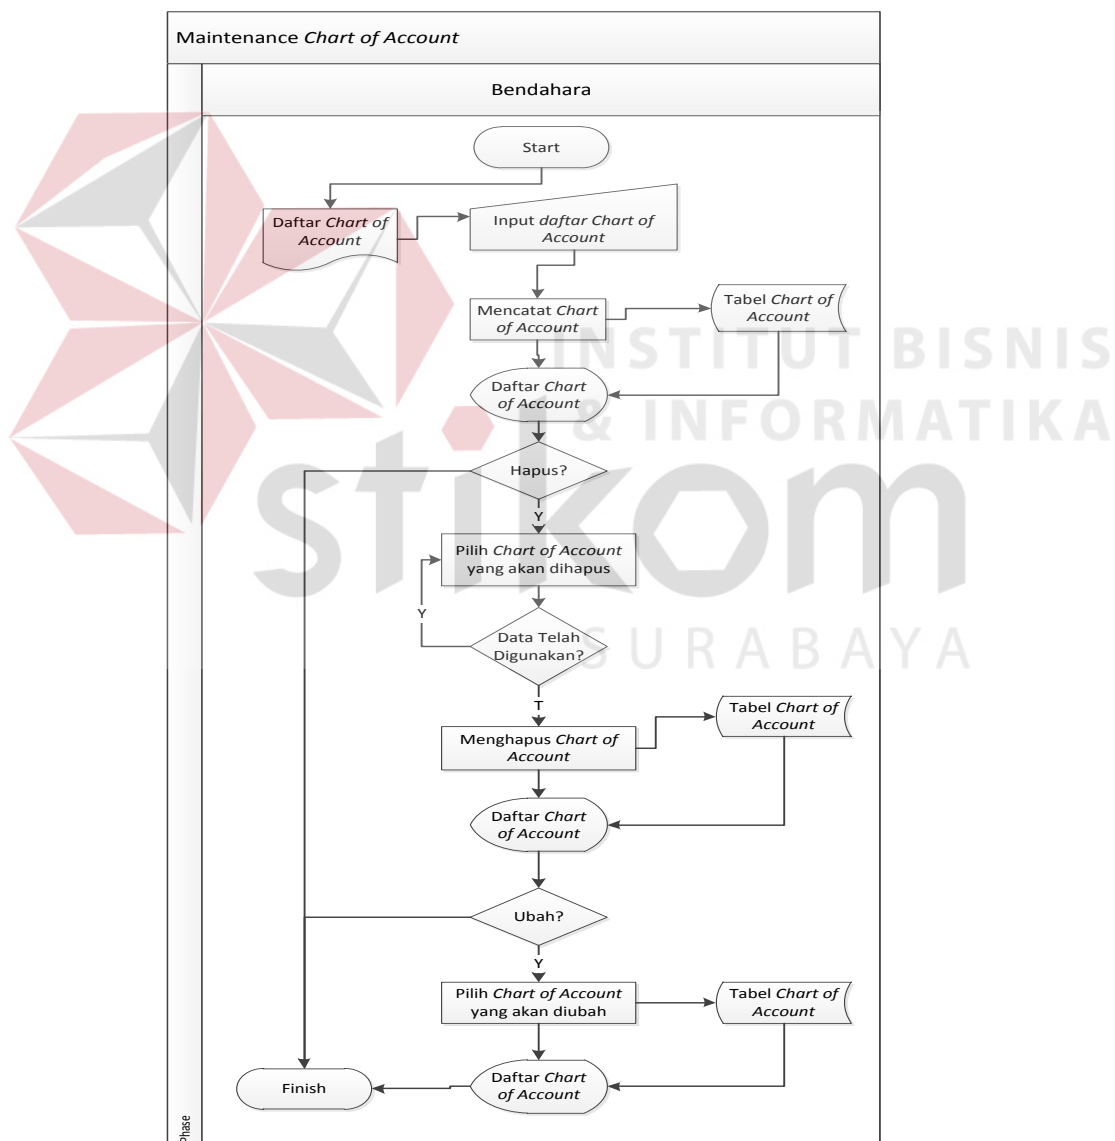 Maintenance Chart of Account
Bendahara
Start
Daftar Chart of
Account
Input daftar Chart of
Account
Mencatat Chart
of Account
Tabel Chart of
Account
INSTITUT BISNIS
Daftar Chart
of Account
& INFORMATIKA
stikom
Hapus?
Y
Pilih Chart of Account
yang akan dihapus
Y
Data Telah
Digunakan?
SURABAYA
T
Menghapus Chart of
Account
Tabel Chart of
Account
Daftar Chart
of Account
Ubah?
Y
Pilih Chart of Account
yang akan diubah
Tabel Chart of
Account
Daftar Chart
of Account
Finish
Phase